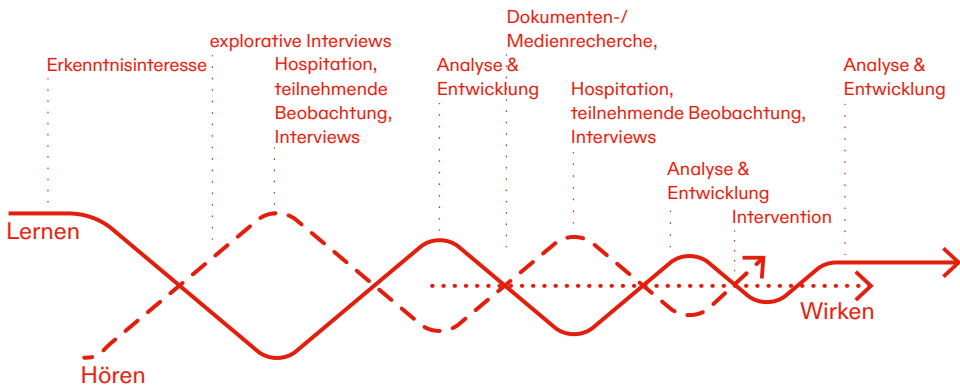 Erkenntnisinteresse
explorative Interviews
Hospitation,
teilnehmende
Beobachtung,
Interviews
Analyse &
Entwicklung
Dokumenten-/
Medienrecherche,
Hospitation,
teilnehmende Beobachtung,
Interviews
Analyse &
Entwicklung
Intervention
Analyse &
Entwicklung
Lernen
Hören
Wirken